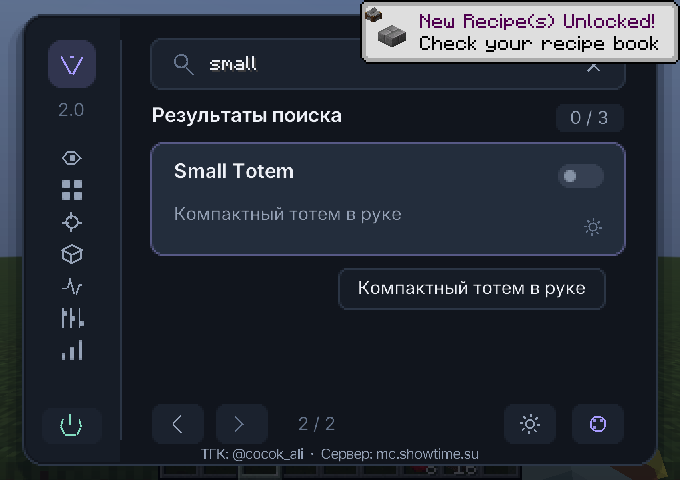 New Recipe(s) Unlocked!
Check your recipe book
small
2.0
Результаты поиска
0 / 3
Small Totem
Компактный тотем в руке
Компактный тотем в руке
2 / 2
ТГК: @cocok_ali · Сервер: mc.showtime.su